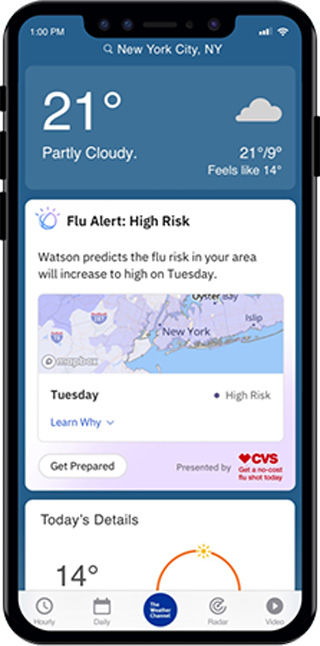 1:00 PM
New York City, NY
21°
Partly Cloudy.
21°/9°
Feels like 14°
Flu Alert: High Risk
Watson predicts the flu risk in your area
will increase to high on Tuesday.
Oyster Bay
Islip
New York
mapbox
Tuesday
High Risk
Learn Why
Get Prepared
Presented by
CVS
Get a no-cost
flu shot today
Today's Details
14°
The
Weather
Channel
Hourly
Daily
Radar
Video